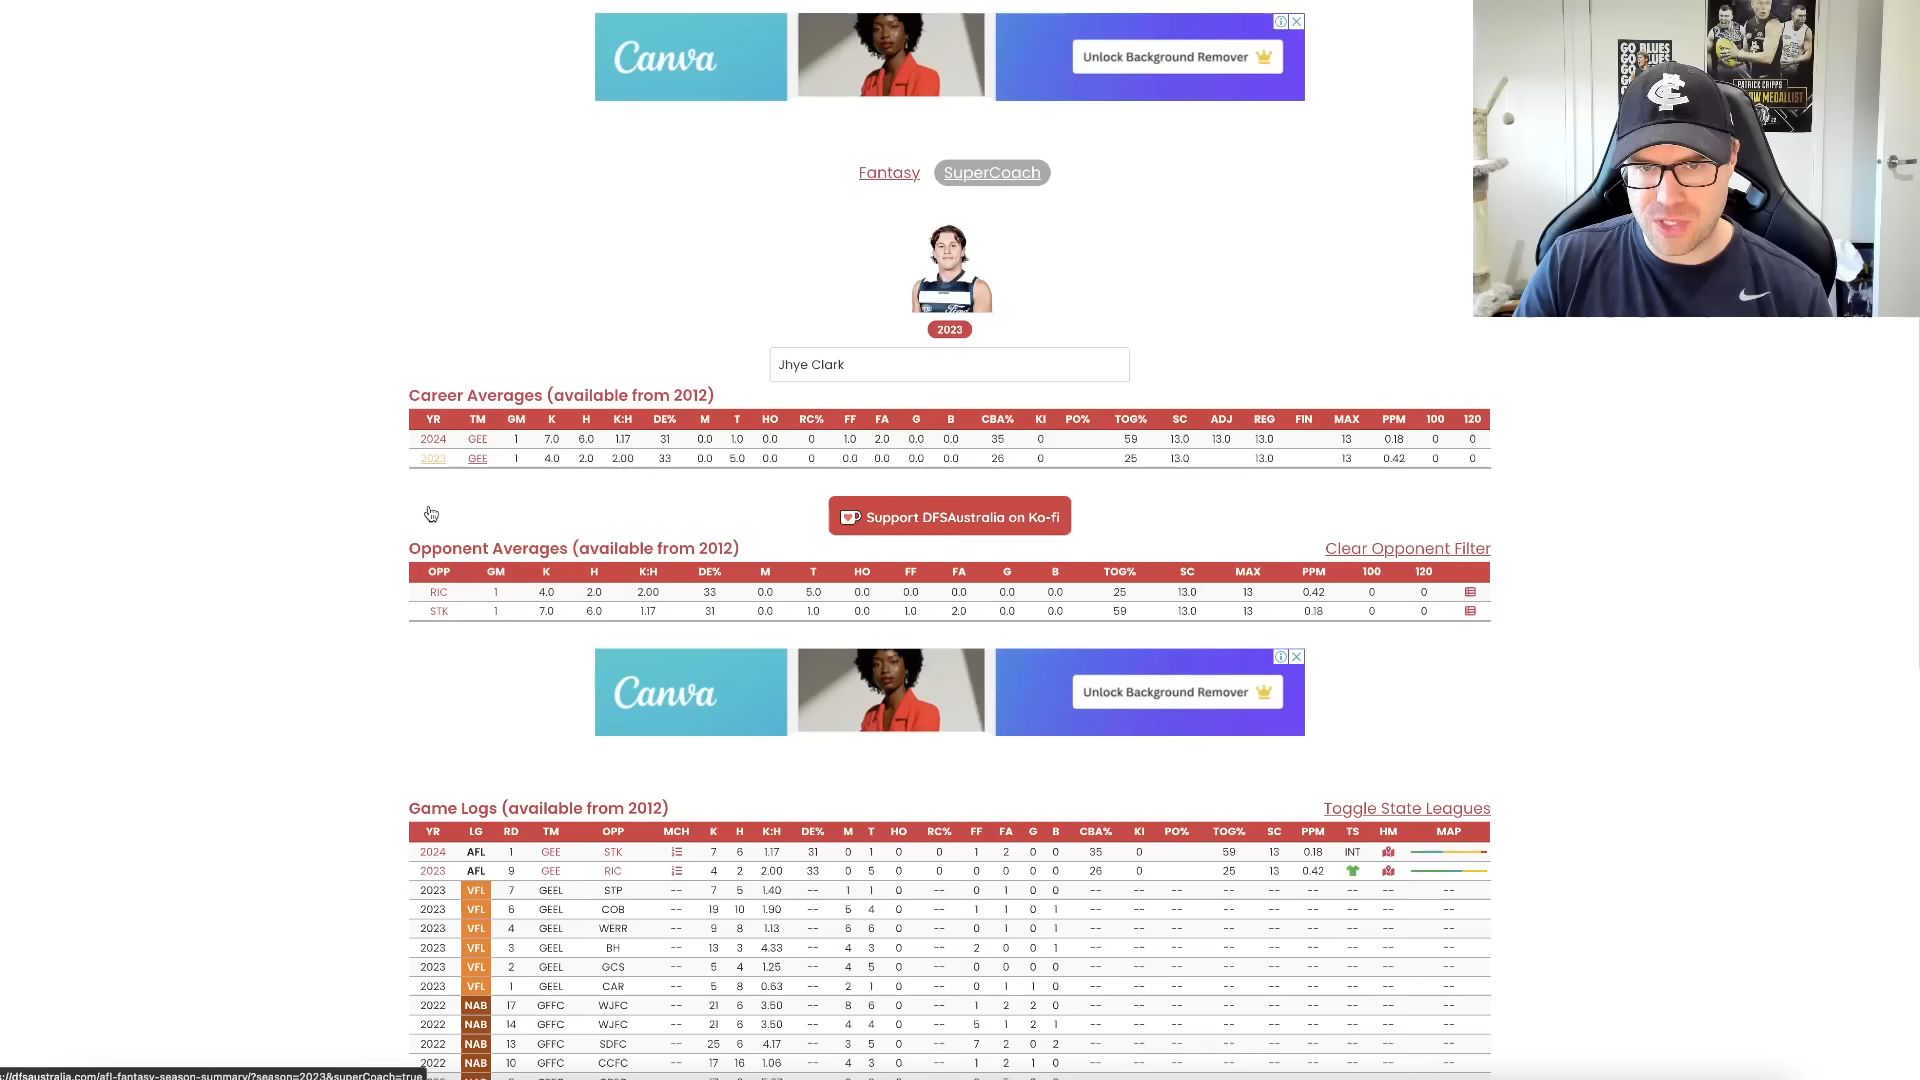 Canva
Unlock Background Remover
GO BLUES
PATRICK CRIPPS
Fantasy SuperCoach
2023
Jhye Clark
Career Averages (available from 2012)
YR TM GM K H K:H DE% M T HO RC% FF FA G B CBA% KI PO% TOG% SC ADJ REG FIN MAX PPM 100 120
2024 GEE 1 7.0 6.0 1.17 31 0.0 1.0 0.0 0 1.0 2.0 0.0 0.0 35 0 59 13.0 13.0 13.0 13 0.18 0 0
2023 GEE 1 4.0 2.0 2.00 33 0.0 5.0 0.0 0 0.0 0.0 0.0 0.0 26 0 25 13.0 13.0 13 0.42 0 0
Support DFSAustralia on Ko-fi
Opponent Averages (available from 2012) Clear Opponent Filter
OPP GM K H K:H DE% M T HO FF FA G B TOG% SC MAX PPM 100 120
RIC 1 4.0 2.0 2.00 33 0.0 5.0 0.0 0.0 0.0 0.0 0.0 25 13.0 13 0.42 0 0
STK 1 7.0 6.0 1.17 31 0.0 1.0 0.0 1.0 2.0 0.0 0.0 59 13.0 13 0.18 0 0
Canva
Unlock Background Remover
Game Logs (available from 2012) Toggle State Leagues
YR LG RD TM OPP MCH K H K:H DE% M T HO RC% FF FA G B CBA% KI PO% TOG% SC PPM TS HM MAP
2024 AFL 1 GEE STK 7 6 1.17 31 0 1 0 0 1 2 0 0 35 0 59 13 0.18 INT
2023 AFL 9 GEE RIC 4 2 2.00 33 0 5 0 0 0 0 0 0 26 0 25 13 0.42
2023 VFL 7 GEEL STP -- 7 5 1.40 -- 1 1 0 -- 0 1 0 0 -- -- -- -- -- -- -- -- --
2023 VFL 6 GEEL COB -- 19 10 1.90 -- 5 4 0 -- 1 1 0 1 -- -- -- -- -- -- -- -- --
2023 VFL 4 GEEL WERR -- 9 8 1.13 -- 6 6 0 -- 0 1 0 1 -- -- -- -- -- -- -- -- --
2023 VFL 3 GEEL BH -- 13 3 4.33 -- 4 3 0 -- 2 0 0 1 -- -- -- -- -- -- -- -- --
2023 VFL 2 GEEL GCS -- 5 4 1.25 -- 4 5 0 -- 0 0 0 0 -- -- -- -- -- -- -- -- --
2023 VFL 1 GEEL CAR -- 5 8 0.63 -- 2 1 0 -- 0 1 1 0 -- -- -- -- -- -- -- -- --
2022 NAB 17 GFFC WJFC -- 21 6 3.50 -- 8 6 0 -- 1 2 2 0 -- -- -- -- -- -- -- -- --
2022 NAB 14 GFFC WJFC -- 21 6 3.50 -- 4 4 0 -- 5 1 2 1 -- -- -- -- -- -- -- -- --
2022 NAB 13 GFFC SDFC -- 25 6 4.17 -- 3 5 0 -- 7 2 0 2 -- -- -- -- -- -- -- -- --
2022 NAB 10 GFFC CCFC -- 17 16 1.06 -- 4 3 0 -- 1 2 1 0 -- -- -- -- -- -- -- -- --
s://dfsaustralia.com/afl-fantasy-season-summary/?season=2023&superCoach=true